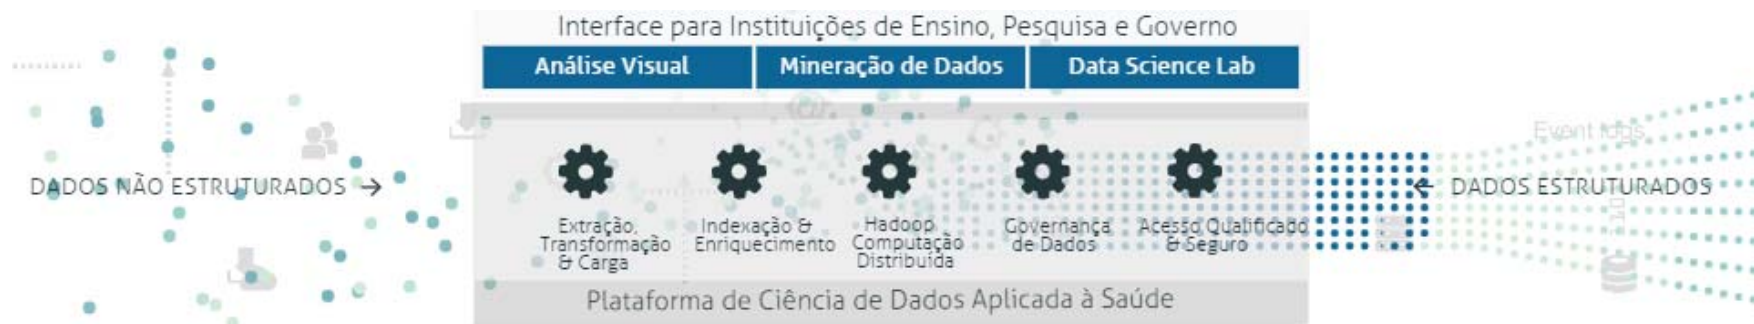 Interface para Instituições de Ensino, Pesquisa e Governo
Análise Visual
Mineração de Dados
Data Science Lab
Event logs
DADOS NÃO ESTRUTURADOS →
← DADOS ESTRUTURADOS
Extração,
Transformação
& Carga
Indexação &
Enriquecimento
Hadoop
Computação
Distribuída
Governança
de Dados
Acesso Qualificado
& Seguro
Plataforma de Ciência de Dados Aplicada à Saúde